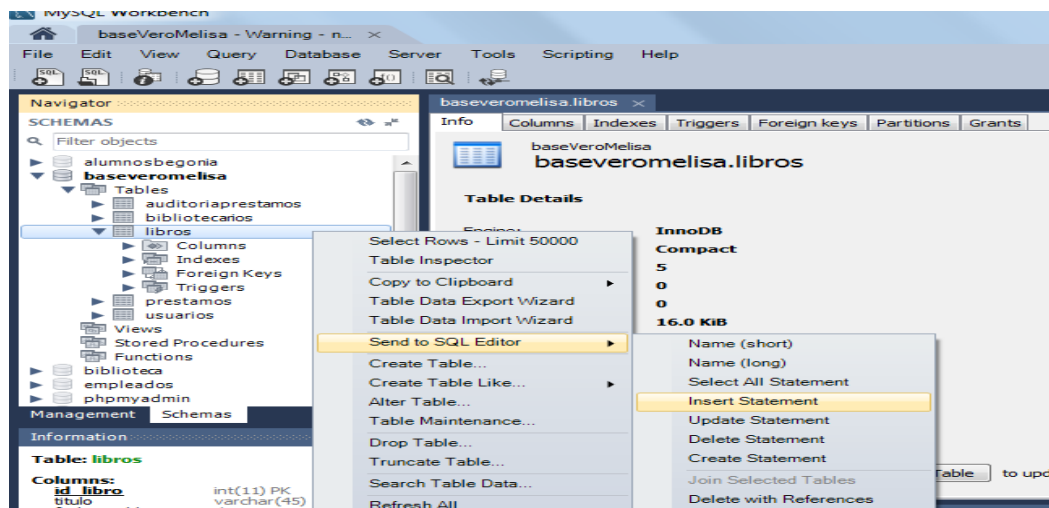 MySQL Workbench
baseVeroMelisa - Warning - n...
File Edit View Query Database Server Tools Scripting Help
SQL SQL
Navigator
SCHEMAS
Filter objects
alumnosbegonia
baseveromelisa
Tables
auditoriaprestamos
bibliotecarios
libros
Columns
Indexes
Foreign Keys
Triggers
prestamos
usuarios
Views
Stored Procedures
Functions
biblioteca
empleados
phpmyadmin
Management Schemas
Information
Table: libros
Columns:
id_libro int(11) PK
titulo varchar(45)
baseveromelisa.libros
Info Columns Indexes Triggers Foreign keys Partitions Grants
baseVeroMelisa
baseveromelisa.libros
Table Details
Engine: InnoDB
Compact
5
0
0
16.0 KiB
Select Rows - Limit 50000
Table Inspector
Copy to Clipboard
Table Data Export Wizard
Table Data Import Wizard
Send to SQL Editor
Create Table...
Create Table Like...
Alter Table...
Table Maintenance...
Drop Table...
Truncate Table...
Search Table Data...
Refresh All
Name (short)
Name (long)
Select All Statement
Insert Statement
Update Statement
Delete Statement
Create Statement
Join Selected Tables
Delete with References
Table to upd